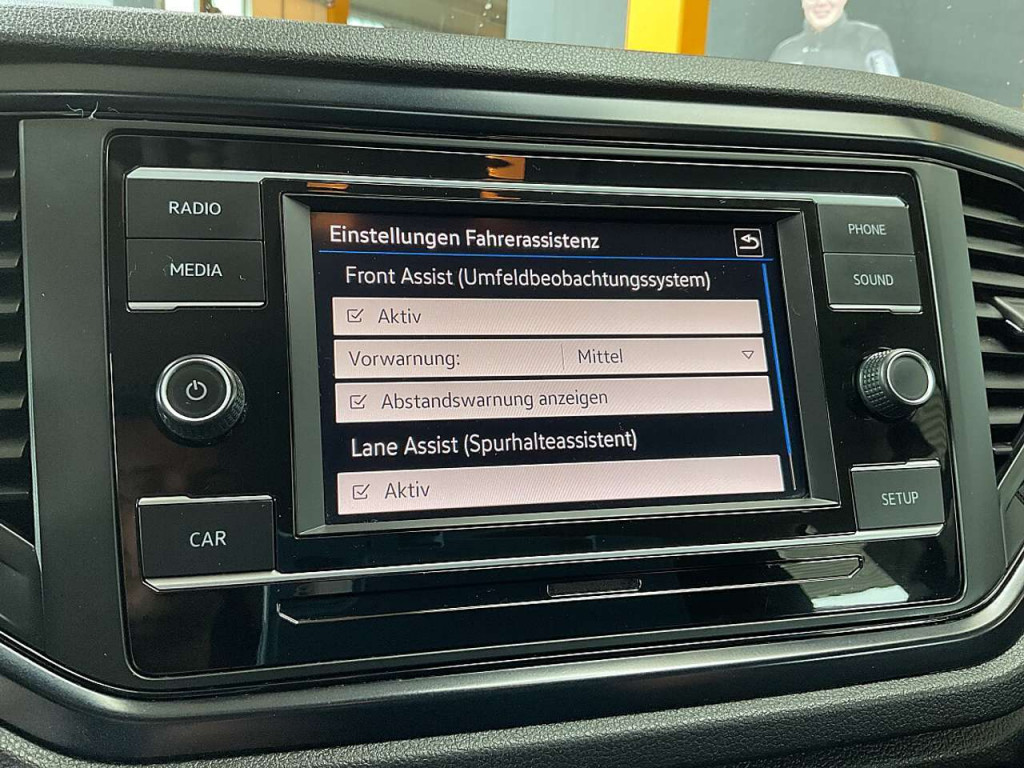 RADIO
MEDIA
CAR
Einstellungen Fahrerassistenz
Front Assist (Umfeldbeobachtungssystem)
Aktiv
Vorwarnung: Mittel
Abstandswarnung anzeigen
Lane Assist (Spurhalteassistent)
Aktiv
PHONE
SOUND
SETUP